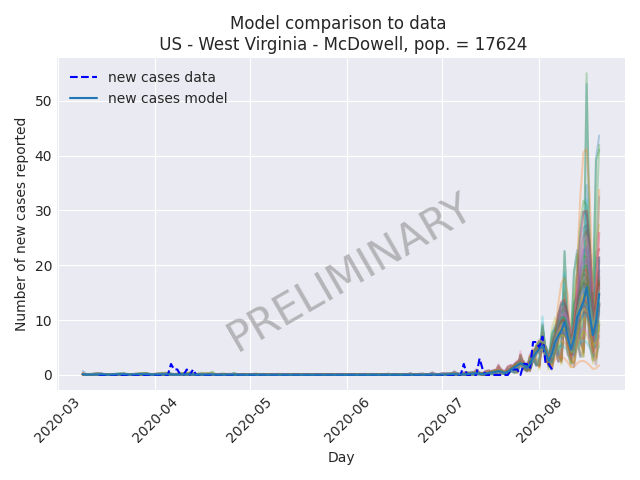 Model comparison to data
US - West Virginia - McDowell, pop. = 17624
new cases data
new cases model
Number of new cases reported
50
40
30
20
10
0
PRELIMINARY
2020-03
2020-04
2020-05
2020-06
2020-07
2020-08
Day